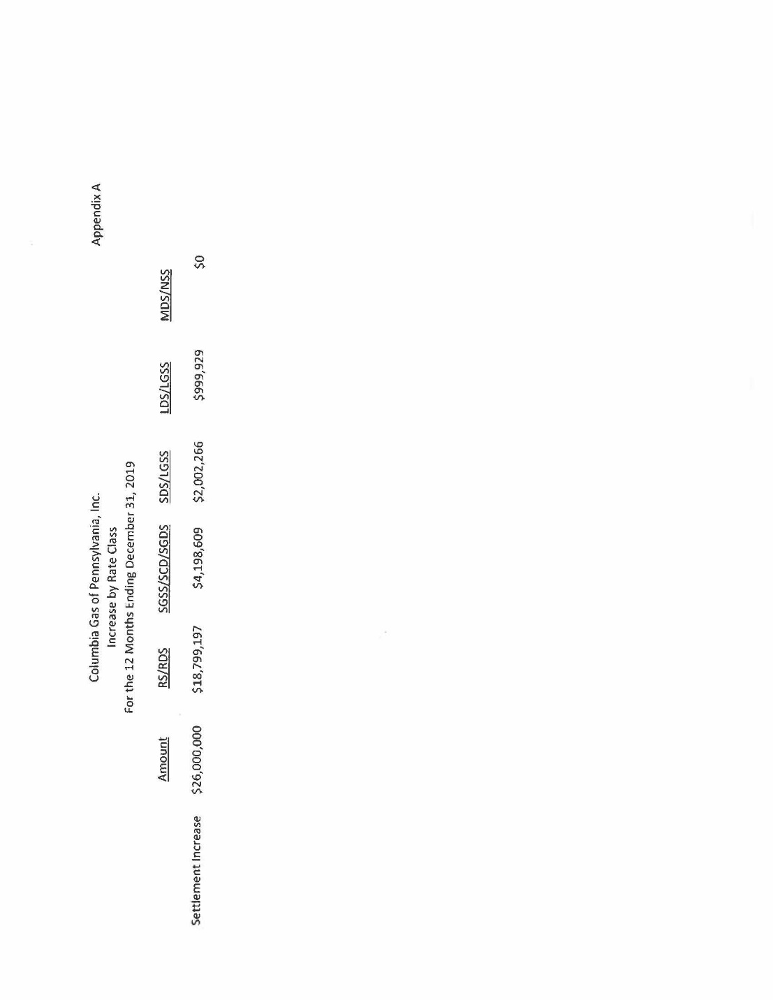 Appendix A
Columbia Gas of Pennsylvania, Inc.
Increase by Rate Class
For the 12 Months Ending December 31, 2019
Amount RS/RDS SGSS/SCD/SGDS SDS/LGSS LDS/LGSS MDS/NSS
Settlement Increase $26,000,000 $18,799,197 $4,198,609 $2,002,266 $999,929 $0